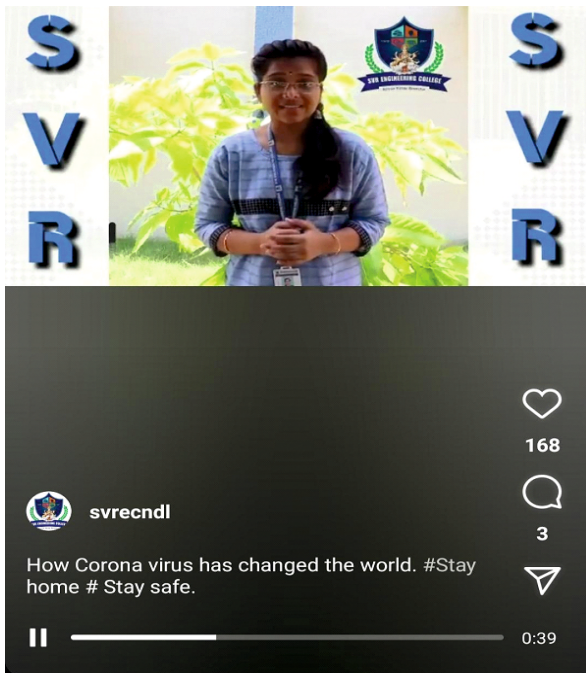 S
V
R
SVR ENGINEERING COLLEGE
S
V
R
168
3
svrecndl
How Corona virus has changed the world. #Stay
home # Stay safe.
0:39